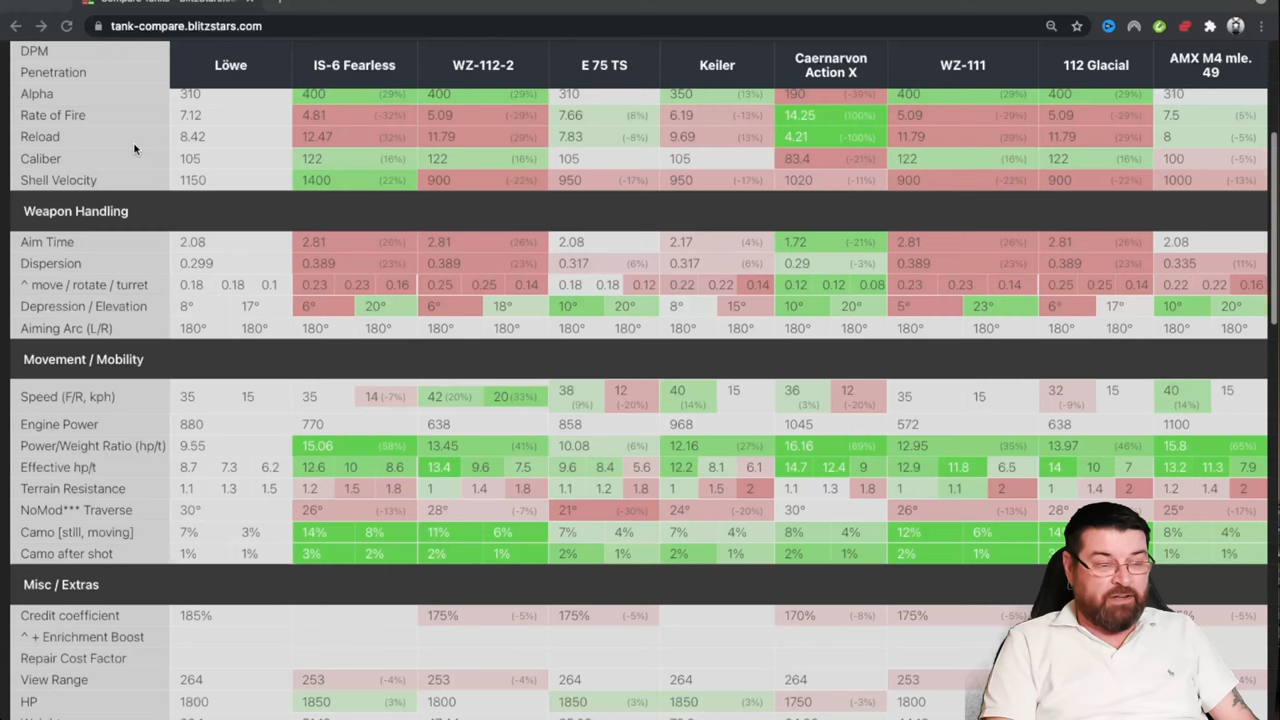 tank-compare.blitzstars.com
DPM
Penetration
Löwe IS-6 Fearless WZ-112-2 E 75 TS Keiler Caernarvon Action X WZ-111 112 Glacial AMX M4 mle. 49
Alpha 310 400 (29%) 400 (29%) 310 350 (13%) 190 (-39%) 400 (29%) 400 (29%) 310
Rate of Fire 7.12 4.81 (-32%) 5.09 (-29%) 7.66 (8%) 6.19 (-13%) 14.25 (100%) 5.09 (-29%) 5.09 (-29%) 7.5 (5%)
Reload 8.42 12.47 (32%) 11.79 (29%) 7.83 (-8%) 9.69 (13%) 4.21 (-100%) 11.79 (29%) 11.79 (29%) 8 (-5%)
Caliber 105 122 (16%) 122 (16%) 105 105 83.4 (-21%) 122 (16%) 122 (16%) 100 (-5%)
Shell Velocity 1150 1400 (22%) 900 (-22%) 950 (-17%) 950 (-17%) 1020 (-11%) 900 (-22%) 900 (-22%) 1000 (-13%)
Weapon Handling
Aim Time 2.08 2.81 (26%) 2.81 (26%) 2.08 2.17 (4%) 1.72 (-21%) 2.81 (26%) 2.81 (26%) 2.08
Dispersion 0.299 0.389 (23%) 0.389 (23%) 0.317 (6%) 0.317 (6%) 0.29 (-3%) 0.389 (23%) 0.389 (23%) 0.335 (11%)
^ move / rotate / turret 0.18 0.18 0.1 0.23 0.23 0.16 0.25 0.25 0.14 0.18 0.18 0.12 0.22 0.22 0.14 0.12 0.12 0.08 0.23 0.23 0.14 0.25 0.25 0.14 0.22 0.22 0.16
Depression / Elevation 8° 17° 6° 20° 6° 18° 10° 20° 8° 15° 10° 20° 5° 23° 6° 17° 10° 20°
Aiming Arc (L/R) 180° 180° 180° 180° 180° 180° 180° 180° 180° 180° 180° 180° 180° 180° 180° 180° 180° 180°
Movement / Mobility
Speed (F/R, kph) 35 15 35 14 (-7%) 42 (20%) 20 (33%) 38 (9%) 12 (-20%) 40 (14%) 15 36 (3%) 12 (-20%) 35 15 32 (-9%) 15 40 (14%) 15
Engine Power 880 770 638 858 968 1045 572 638 1100
Power/Weight Ratio (hp/t) 9.55 15.06 (58%) 13.45 (41%) 10.08 (6%) 12.16 (27%) 16.16 (69%) 12.95 (35%) 13.97 (46%) 15.8 (65%)
Effective hp/t 8.7 7.3 6.2 12.6 10 8.6 13.4 9.6 7.5 9.6 8.4 5.6 12.2 8.1 6.1 14.7 12.4 9 12.9 11.8 6.5 14 10 7 13.2 11.3 7.9
Terrain Resistance 1.1 1.3 1.5 1.2 1.5 1.8 1 1.4 1.8 1.1 1.2 1.8 1 1.5 2 1.1 1.3 1.8 1 1.1 2 1 1.4 2 1.2 1.4 2
NoMod*** Traverse 30° 26° (-13%) 28° (-7%) 21° (-30%) 24° (-20%) 30° 26° (-13%) 28° 25° (-17%)
Camo [still, moving] 7% 3% 14% 8% 11% 6% 7% 4% 7% 4% 8% 4% 12% 6% 8% 4%
Camo after shot 1% 1% 3% 2% 2% 1% 2% 1% 2% 1% 2% 1% 2% 1% 1% 1%
Misc / Extras
Credit coefficient 185% 175% (-5%) 175% (-5%) 170% (-8%) 175% (-5%)
^ + Enrichment Boost
Repair Cost Factor
View Range 264 253 (-4%) 253 (-4%) 264 264 264 253
HP 1800 1850 (3%) 1800 1850 (3%) 1850 (3%) 1750 (-3%) 1800